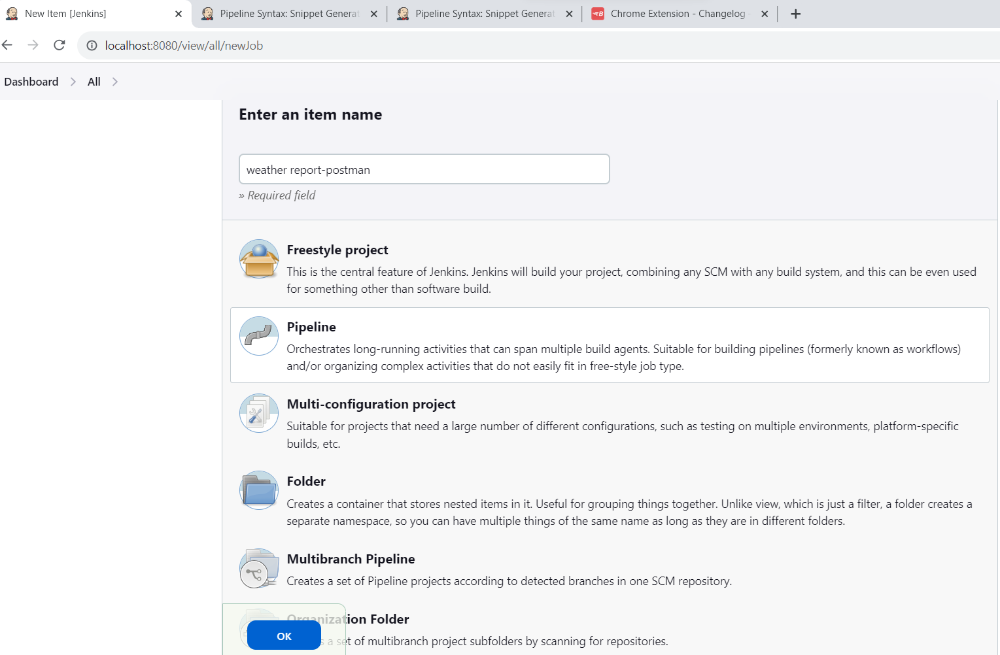 New Item [Jenkins]
Pipeline Syntax: Snippet Generat
Pipeline Syntax: Snippet Generat
Chrome Extension - Changelog -
localhost:8080/view/all/newJob
Dashboard
All
Enter an item name
weather report-postman
» Required field
Freestyle project
This is the central feature of Jenkins. Jenkins will build your project, combining any SCM with any build system, and this can be even used
for something other than software build.
Pipeline
Orchestrates long-running activities that can span multiple build agents. Suitable for building pipelines (formerly known as workflows)
and/or organizing complex activities that do not easily fit in free-style job type.
Multi-configuration project
Suitable for projects that need a large number of different configurations, such as testing on multiple environments, platform-specific
builds, etc.
Folder
Creates a container that stores nested items in it. Useful for grouping things together. Unlike view, which is just a filter, a folder creates a
separate namespace, so you can have multiple things of the same name as long as they are in different folders.
Multibranch Pipeline
Creates a set of Pipeline projects according to detected branches in one SCM repository.
Organization Folder
OK
s a set of multibranch project subfolders by scanning for repositories.